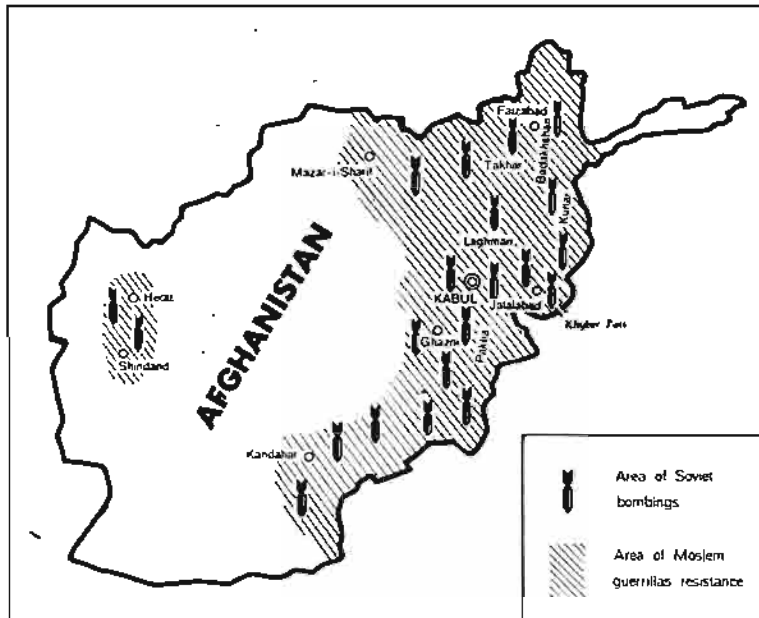 Faizabad
Badakhshan
Mazar-i-Sharif
Takhar
Kunar
Laghman
AFGHANISTAN
Herat
KABUL
Jalalabad
Khyber Pass
Ghazni
Paktia
Shindand
Kandahar
Area of Soviet
bombings
Area of Moslem
guerrillas resistance